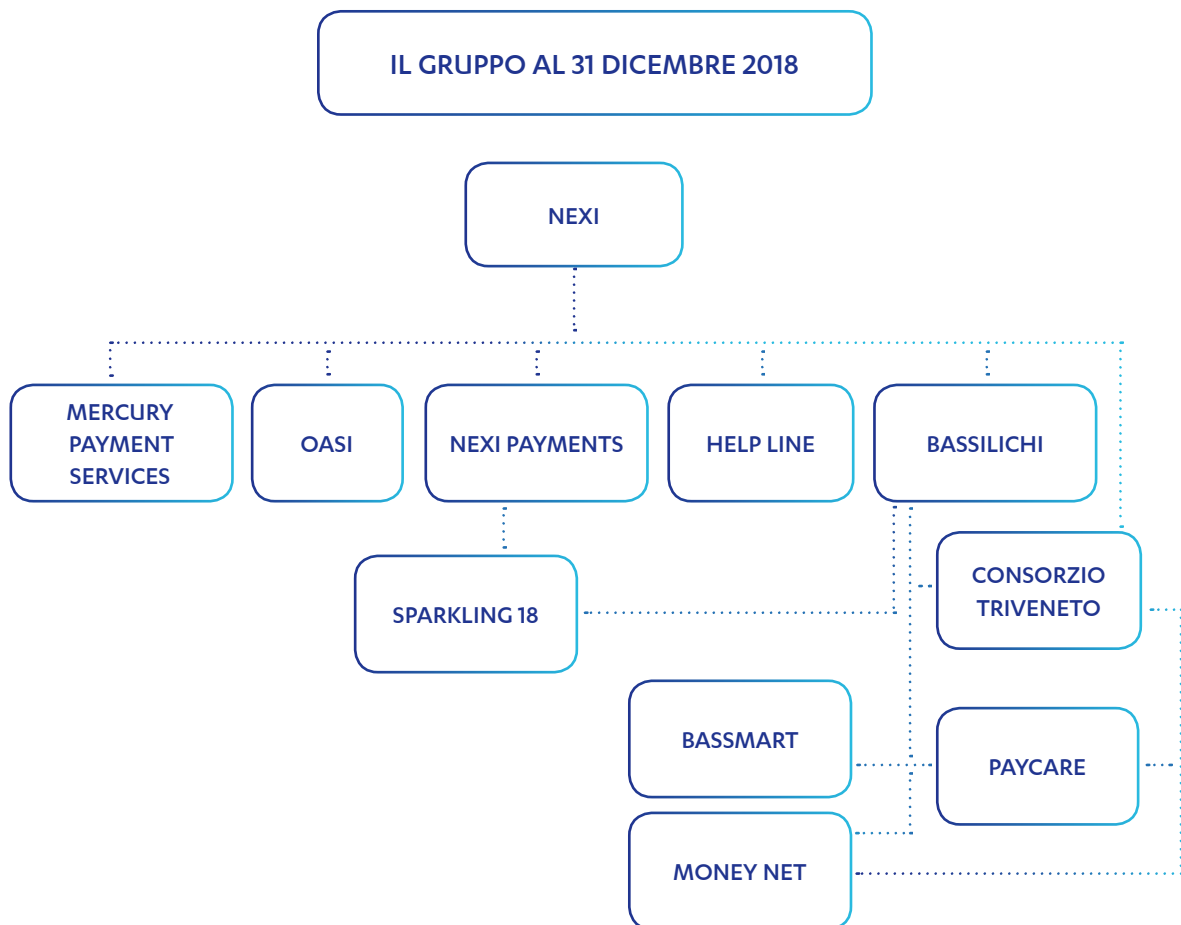 IL GRUPPO AL 31 DICEMBRE 2018
NEXI
MERCURY
PAYMENT
SERVICES
OASI
NEXI PAYMENTS
HELP LINE
BASSILICHI
SPARKLING 18
CONSORZIO
TRIVENETO
BASSMART
PAYCARE
MONEY NET